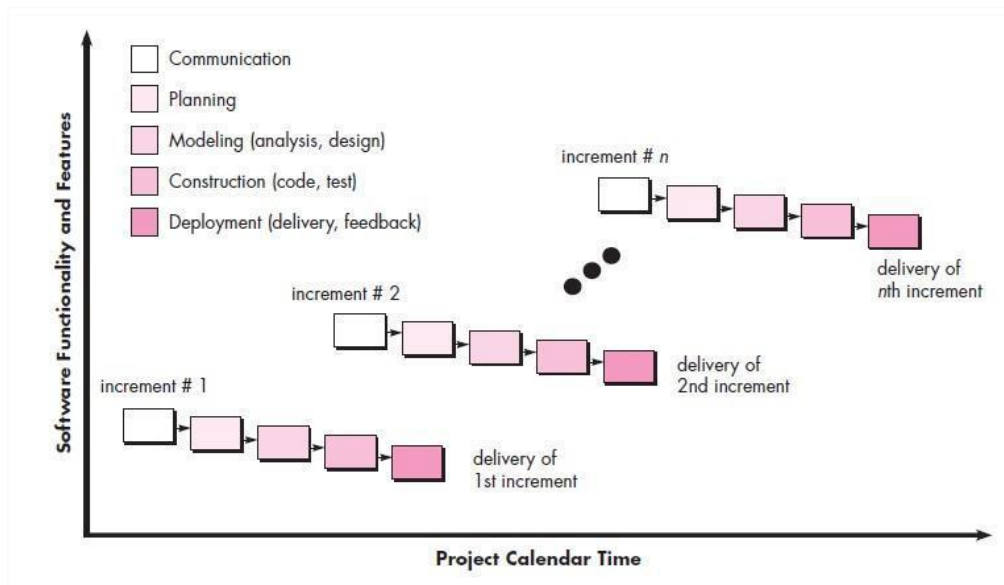 Communication
Planning
Modeling (analysis, design)
Construction (code, test)
Deployment (delivery, feedback)
increment # n
delivery of
nth increment
increment # 2
delivery of
2nd increment
increment # 1
delivery of
1st increment
Software Functionality and Features
Project Calendar Time